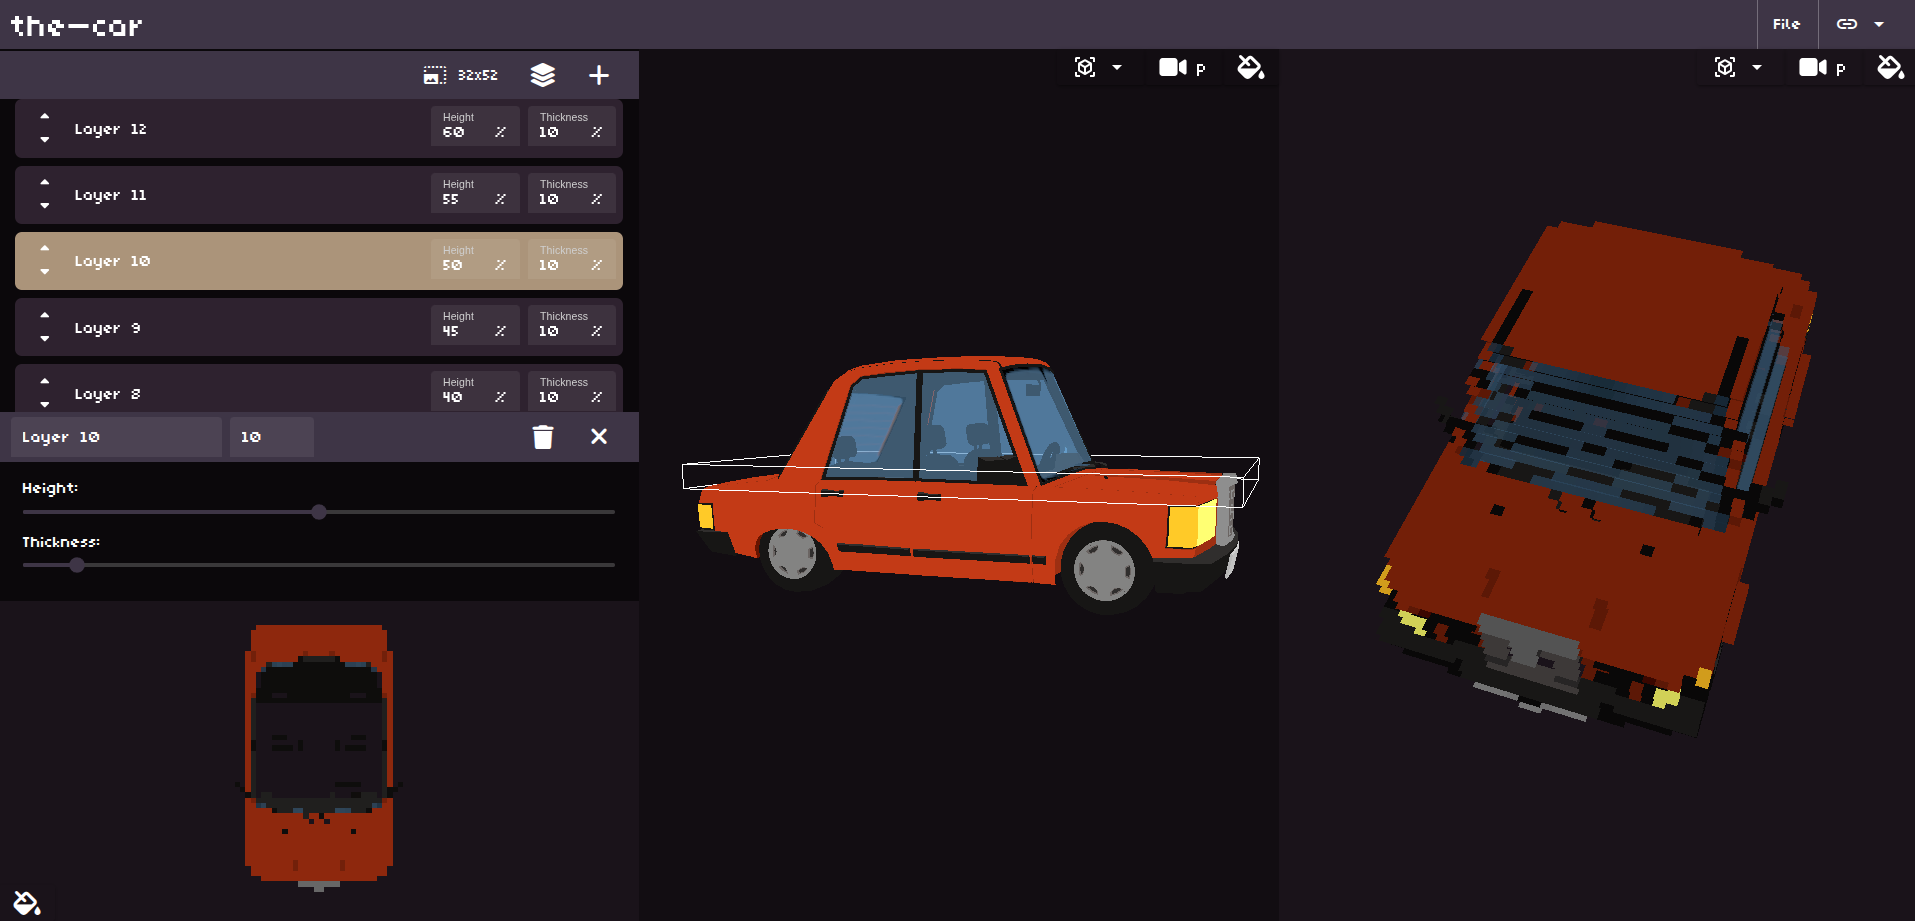 the-car
File
32x52
p
p
Layer 12
Height
60 %
Thickness
10 %
Layer 11
Height
55 %
Thickness
10 %
Layer 10
Height
50 %
Thickness
10 %
Layer 9
Height
45 %
Thickness
10 %
Layer 8
Height
40 %
Thickness
10 %
Layer 10
10
Height:
Thickness: